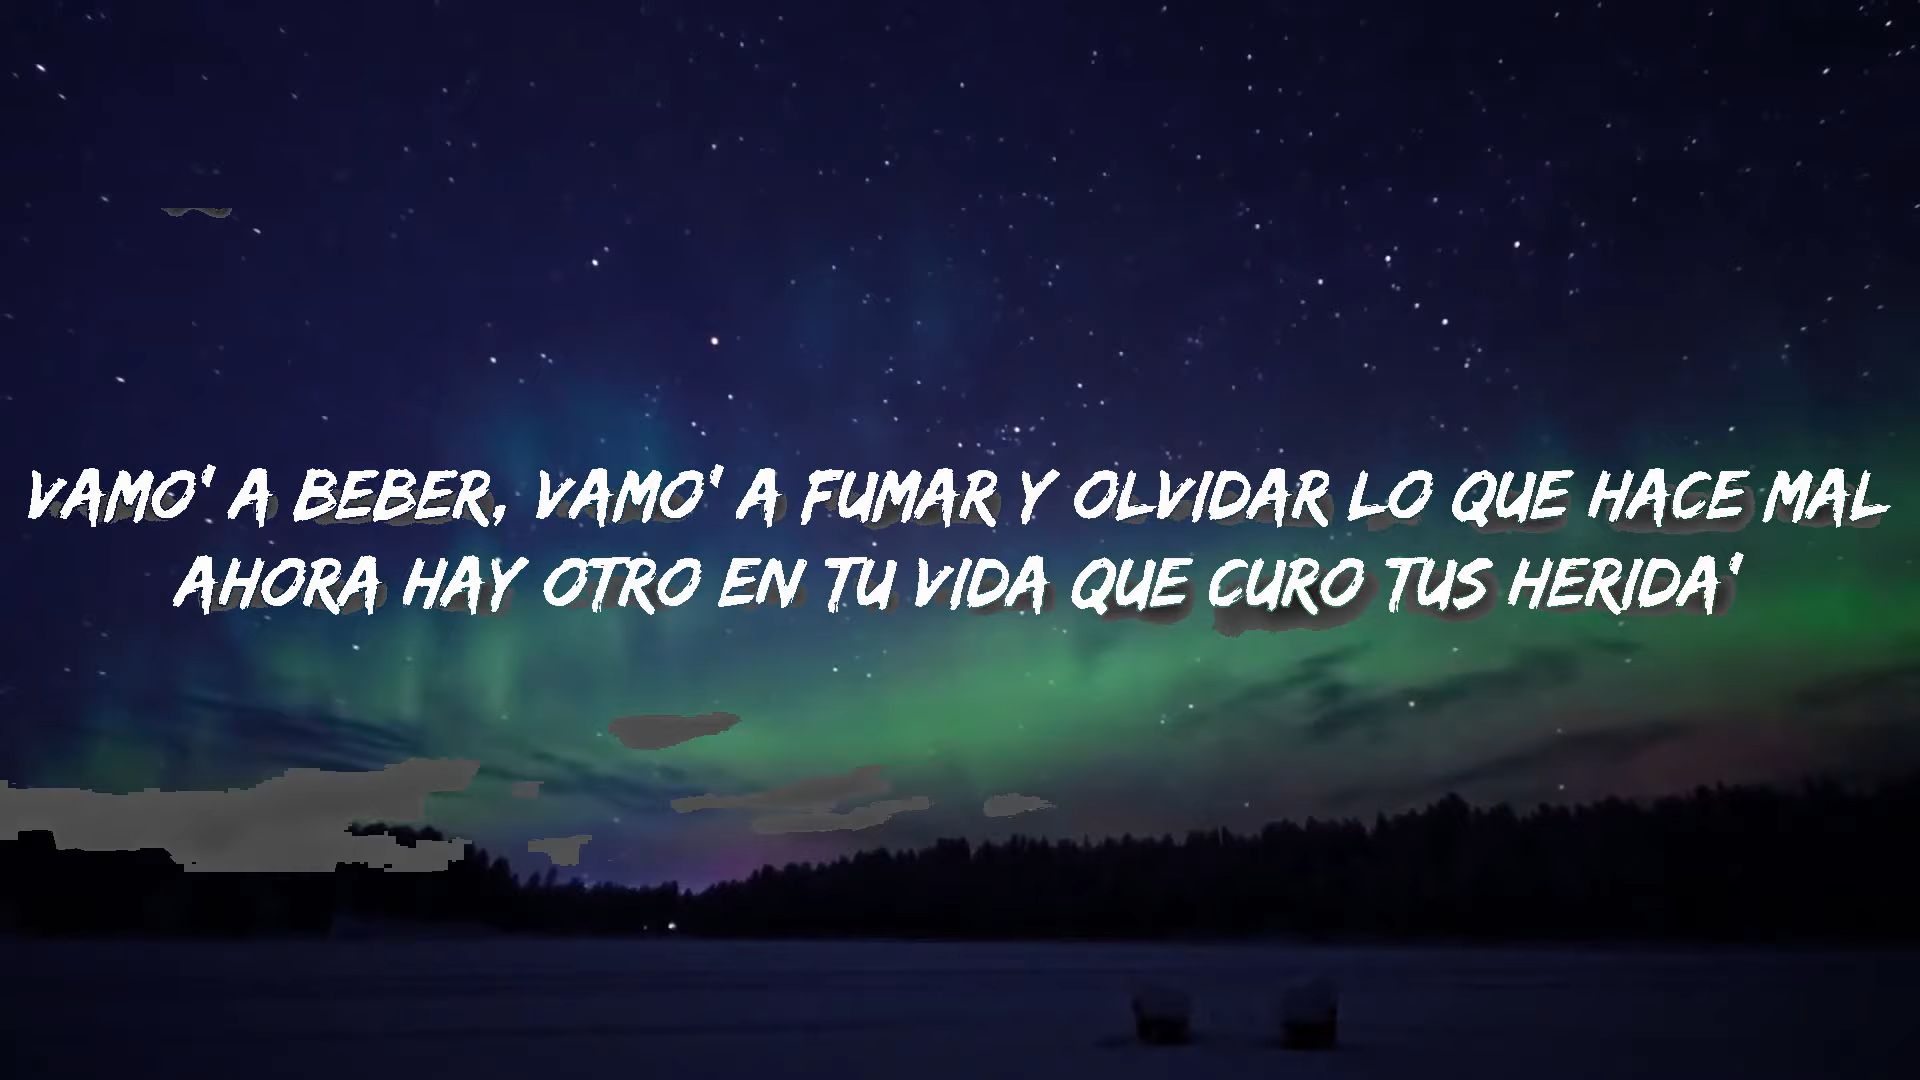 VAMO' A BEBER, VAMO' A FUMAR Y OLVIDAR LO QUE HACE MAL
AHORA HAY OTRO EN TU VIDA QUE CURO TUS HERIDA'